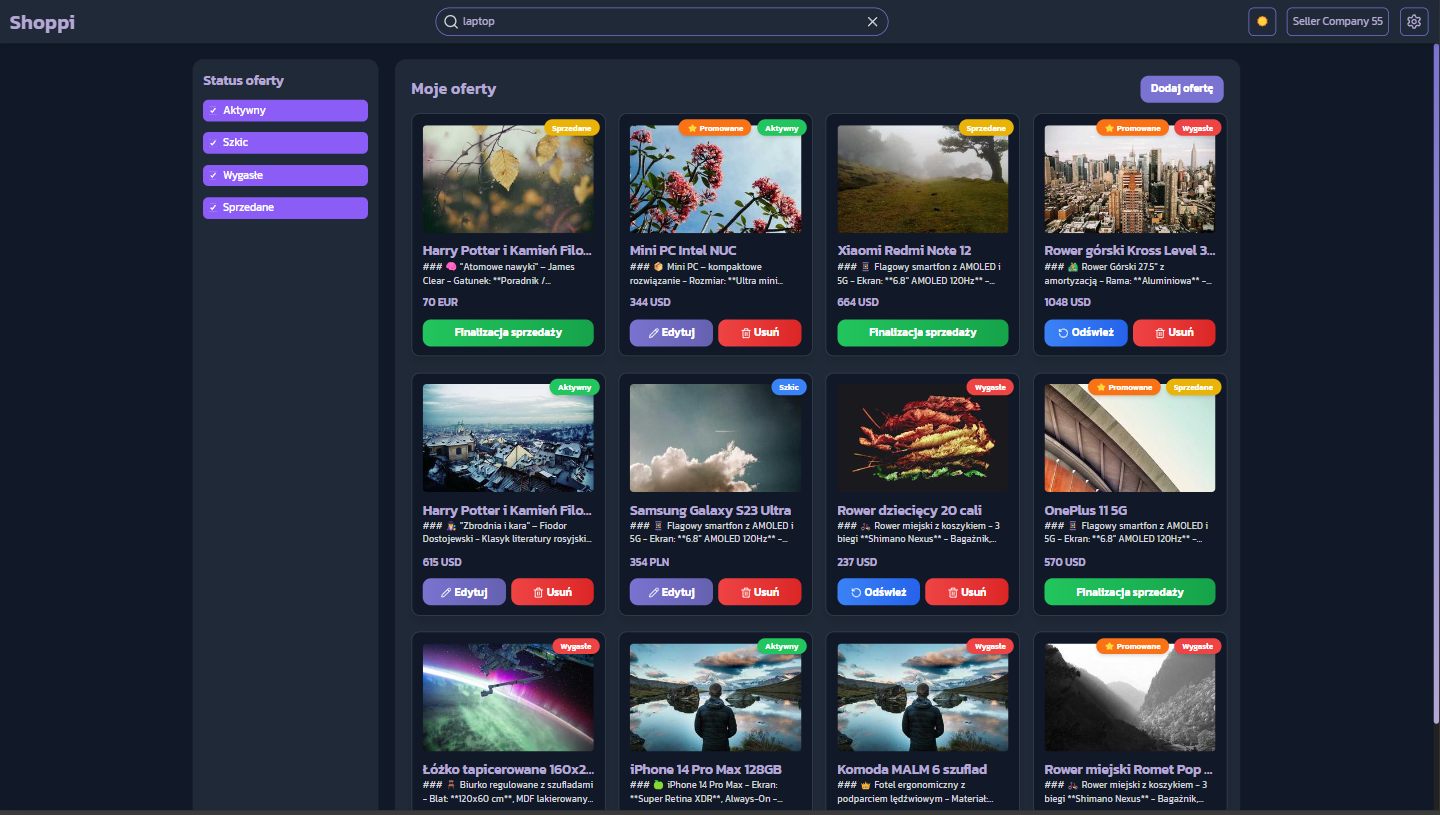 Shoppi
laptop
Seller Company 55
Status oferty
Aktywny
Szkic
Wygasłe
Sprzedane
Moje oferty
Dodaj ofertę
Sprzedane
Harry Potter i Kamień Filo...
### 🧠 "Atomowe nawyki" – James
Clear - Gatunek: **Poradnik /...
70 EUR
Finalizacja sprzedaży
⭐ Promowane
Aktywny
Mini PC Intel NUC
### 📦 Mini PC – kompaktowe
rozwiązanie - Rozmiar: **Ultra mini...
344 USD
Edytuj
Usuń
Sprzedane
Xiaomi Redmi Note 12
### 📱 Flagowy smartfon z AMOLED i
5G - Ekran: **6.8" AMOLED 120Hz** -...
664 USD
Finalizacja sprzedaży
⭐ Promowane
Wygasłe
Rower górski Kross Level 3...
### 🚵 Rower Górski 27.5" z
amortyzacją - Rama: **Aluminiowa** -...
1048 USD
Odśwież
Usuń
Aktywny
Harry Potter i Kamień Filo...
### 🕵️ "Zbrodnia i kara" – Fiodor
Dostojewski - Klasyk literatury rosyjski...
615 USD
Edytuj
Usuń
Szkic
Samsung Galaxy S23 Ultra
### 📱 Flagowy smartfon z AMOLED i
5G - Ekran: **6.8" AMOLED 120Hz** -...
354 PLN
Edytuj
Usuń
Wygasłe
Rower dziecięcy 20 cali
### 🚲 Rower miejski z koszykiem - 3
biegi **Shimano Nexus** - Bagażnik,...
237 USD
Odśwież
Usuń
⭐ Promowane
Sprzedane
OnePlus 11 5G
### 📱 Flagowy smartfon z AMOLED i
5G - Ekran: **6.8" AMOLED 120Hz** -...
570 USD
Finalizacja sprzedaży
Wygasłe
Łóżko tapicerowane 160x2...
### 🪑 Biurko regulowane z szufladami
- Blat: **120x60 cm**, MDF lakierowany...
Aktywny
iPhone 14 Pro Max 128GB
### 🍏 iPhone 14 Pro Max - Ekran:
**Super Retina XDR**, Always-On -...
Wygasłe
Komoda MALM 6 szuflad
### 👑 Fotel ergonomiczny z
podparciem lędźwiowym - Materiał:...
⭐ Promowane
Wygasłe
Rower miejski Romet Pop ...
### 🚲 Rower miejski z koszykiem - 3
biegi **Shimano Nexus** - Bagażnik,...